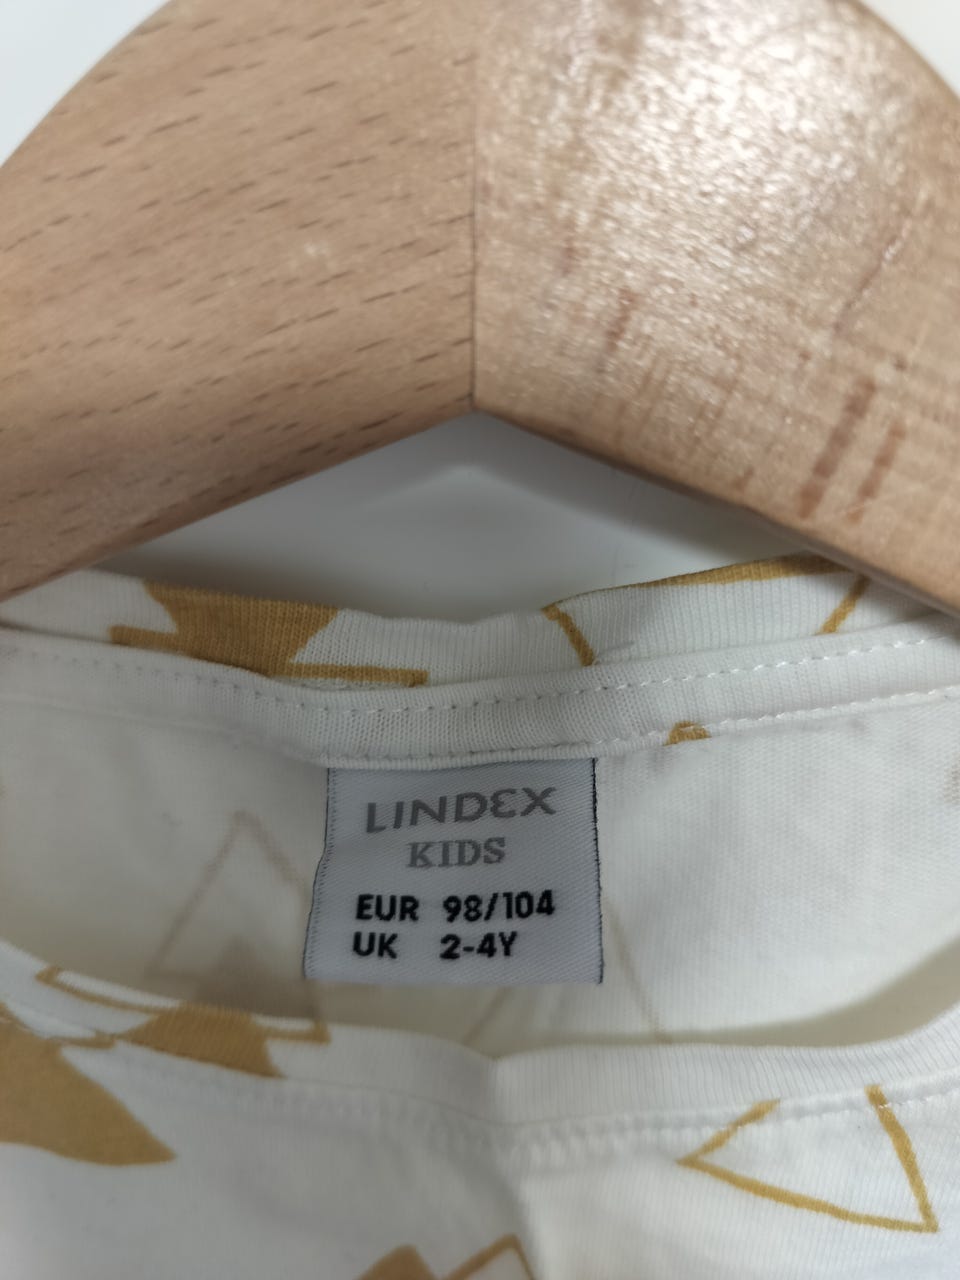 LINDEX
KIDS
EUR 98/104
UK 2-4Y